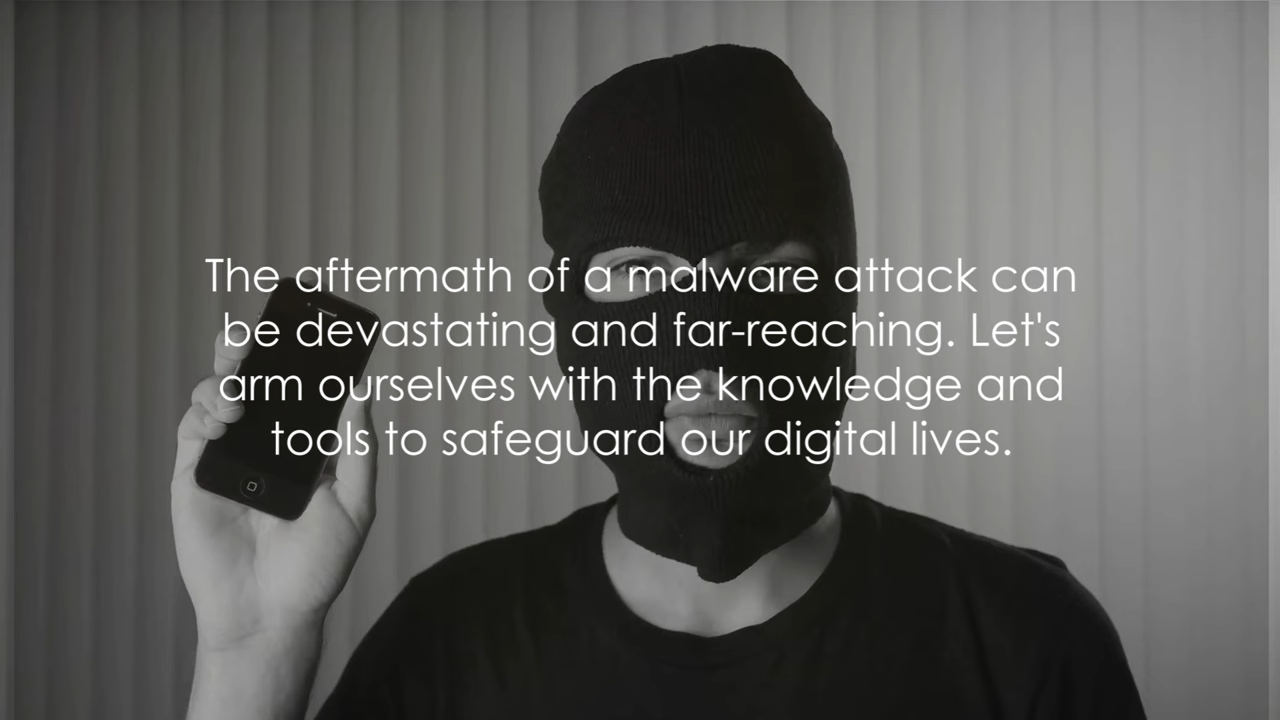 The aftermath of a malware attack can
be devastating and far-reaching. Let's
arm ourselves with the knowledge and
tools to safeguard our digital lives.